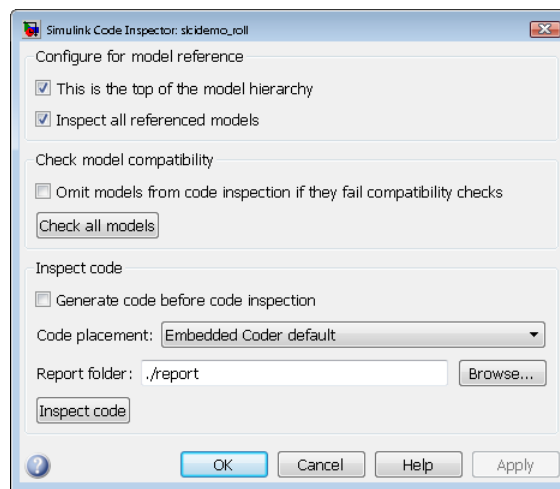 Simulink Code Inspector: slcidemo_roll
Configure for model reference
This is the top of the model hierarchy
Inspect all referenced models
Check model compatibility
Omit models from code inspection if they fail compatibility checks
Check all models
Inspect code
Generate code before code inspection
Code placement: Embedded Coder default
Report folder: ./report Browse...
Inspect code
OK Cancel Help Apply